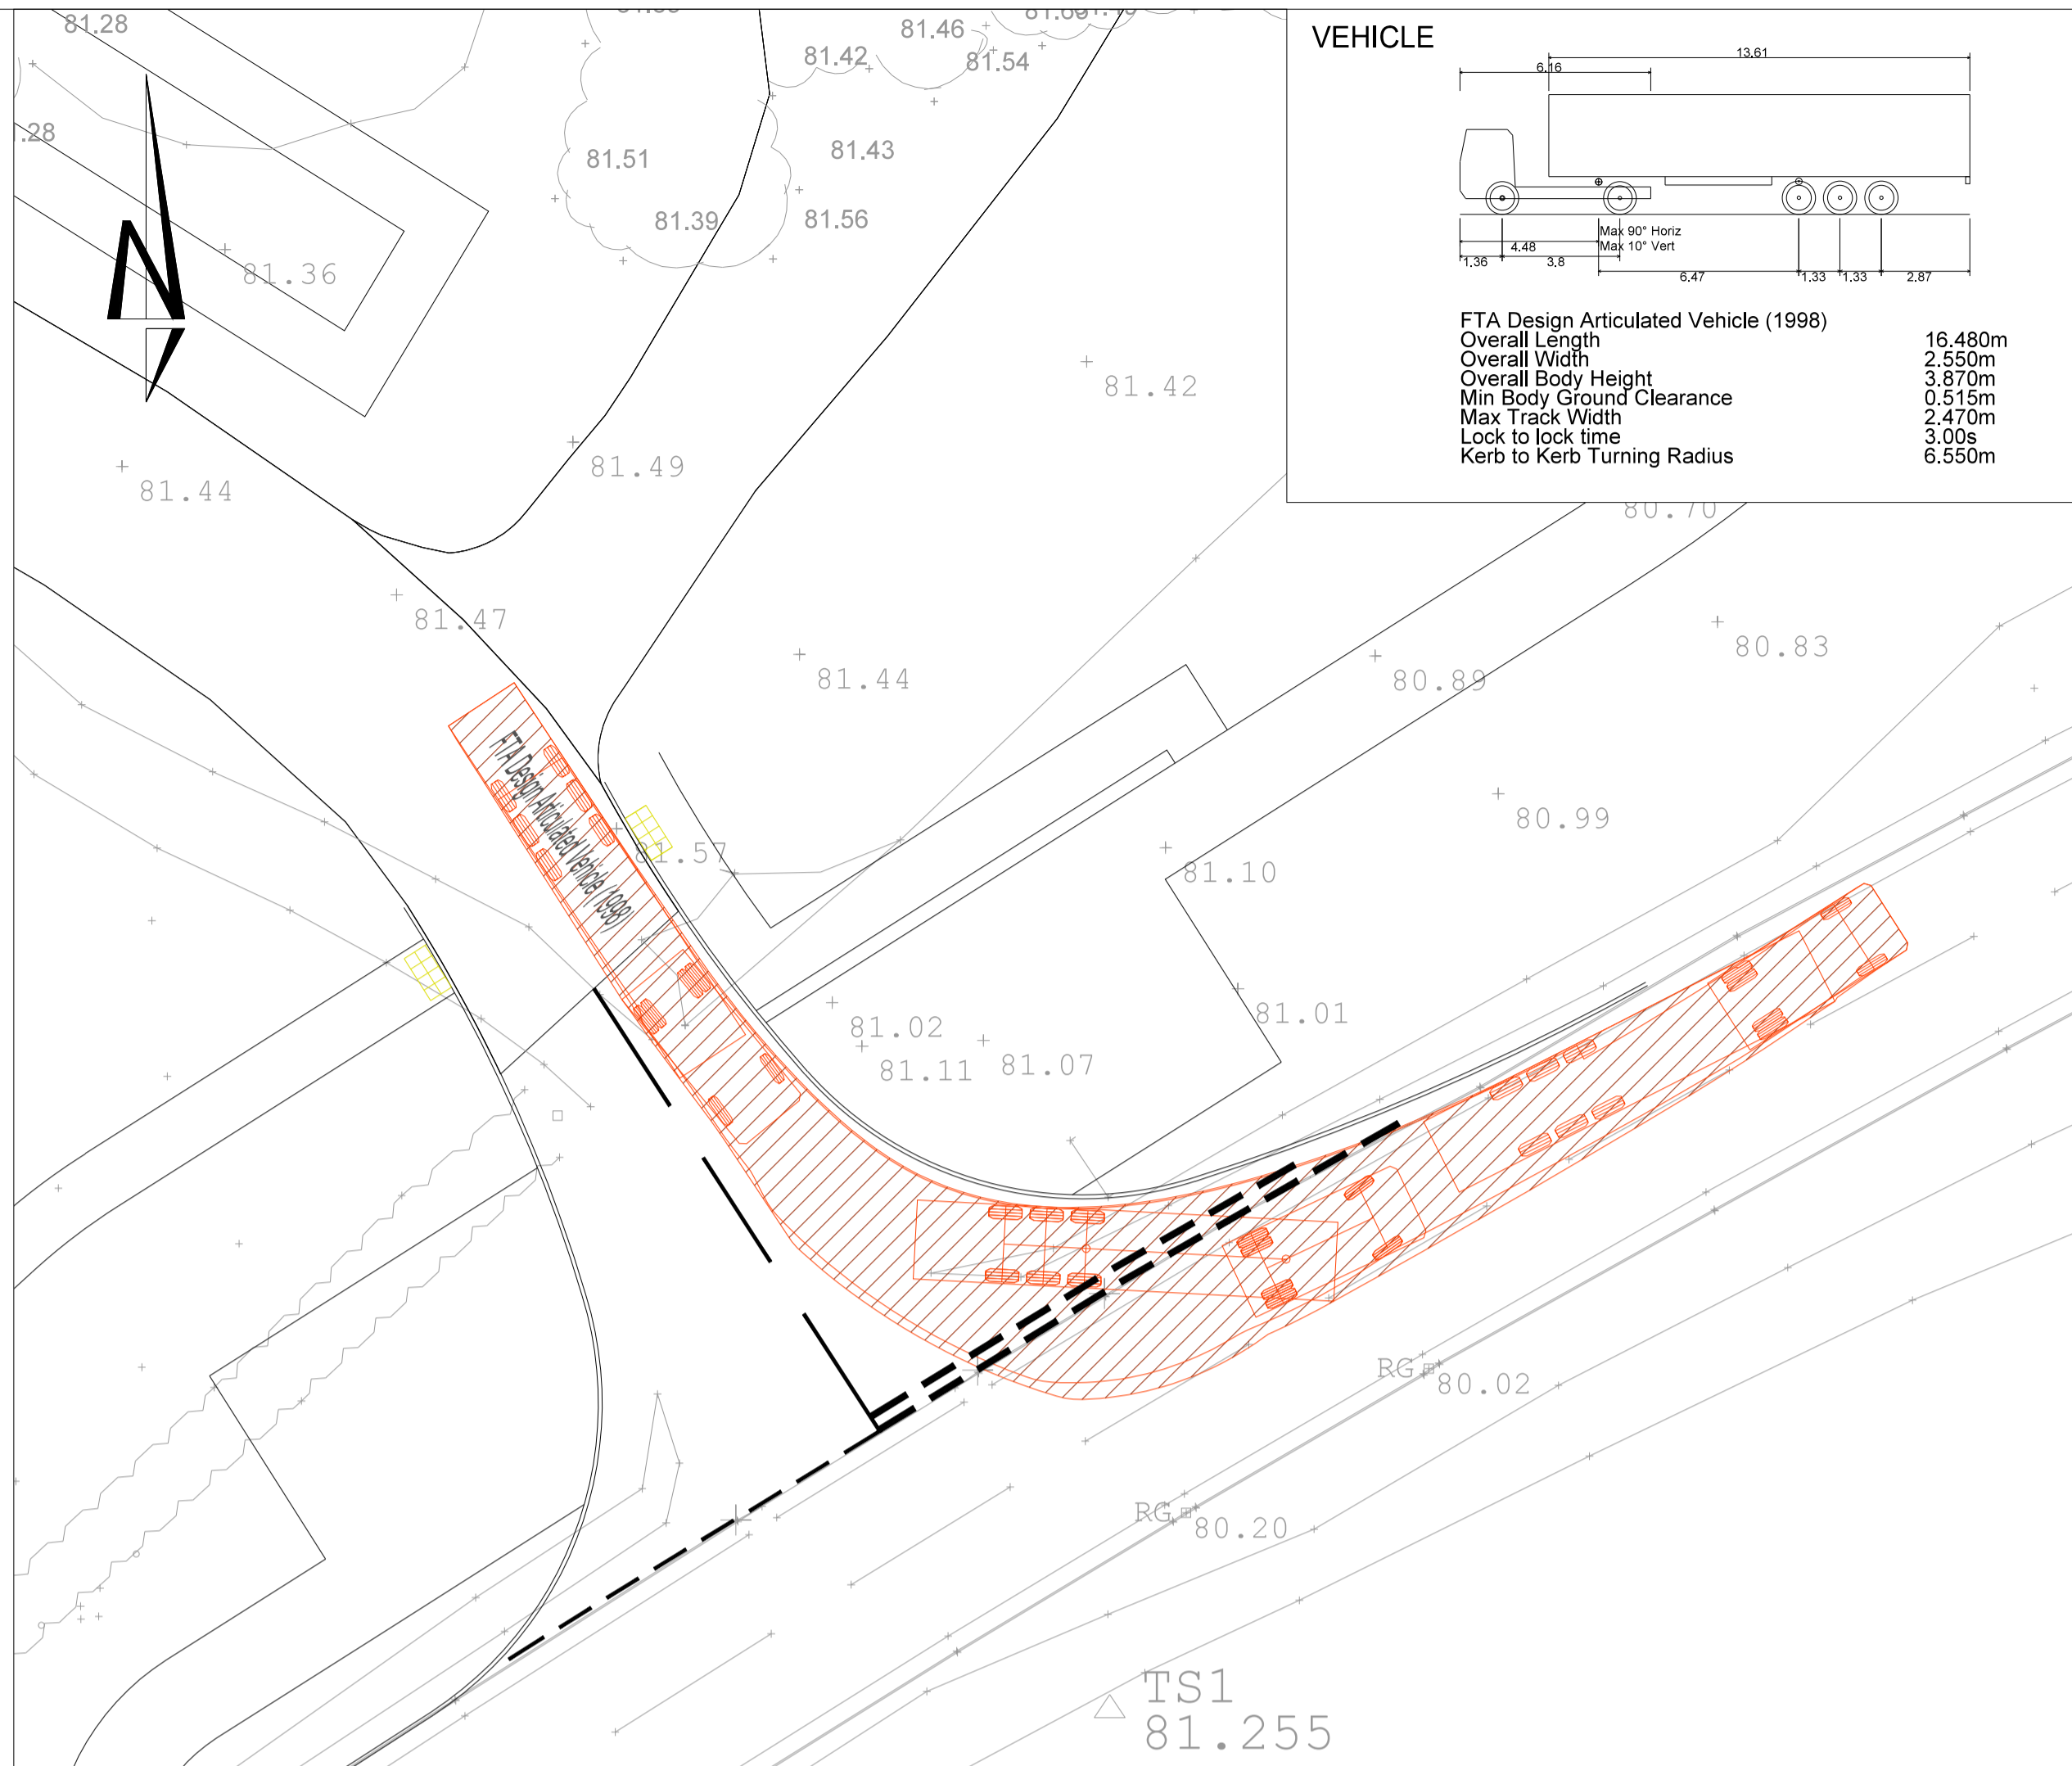 81.28
81.46
81.42
81.54
.28
81.51
81.43
81.39
81.56
81.36
N
81.42
81.49
81.44
81.47
81.44
80.70
80.83
80.89
80.99
81.57
81.10
81.02
81.01
81.11
81.07
FTA Design Articulated Vehicle (1998)
RG
80.02
RG
80.20
TS1
81.255
VEHICLE
13.61
6.16
Max 90° Horiz
Max 10° Vert
4.48
1.36
3.8
6.47
1.33
1.33
2.87
FTA Design Articulated Vehicle (1998)
Overall Length 16.480m
Overall Width 2.550m
Overall Body Height 3.870m
Min Body Ground Clearance 0.515m
Max Track Width 2.470m
Lock to lock time 3.00s
Kerb to Kerb Turning Radius 6.550m